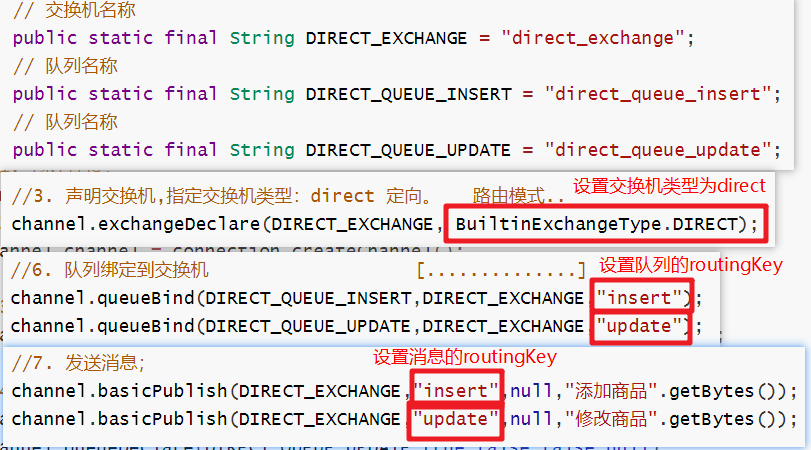 // 交换机名称
public static final String DIRECT_EXCHANGE = "direct_exchange";
// 队列名称
public static final String DIRECT_QUEUE_INSERT = "direct_queue_insert";
// 队列名称
public static final String DIRECT_QUEUE_UPDATE = "direct_queue_update";
设置交换机类型为direct
//3. 声明交换机,指定交换机类型: direct 定向。 路由模式..
channel.exchangeDeclare(DIRECT_EXCHANGE, BuiltinExchangeType.DIRECT);
//6. 队列绑定到交换机 [..............] 设置队列的routingKey
channel.queueBind(DIRECT_QUEUE_INSERT,DIRECT_EXCHANGE,"insert");
channel.queueBind(DIRECT_QUEUE_UPDATE,DIRECT_EXCHANGE,"update");
//7. 发送消息; 设置消息的routingKey
channel.basicPublish(DIRECT_EXCHANGE,"insert",null,"添加商品".getBytes());
channel.basicPublish(DIRECT_EXCHANGE,"update",null,"修改商品".getBytes());